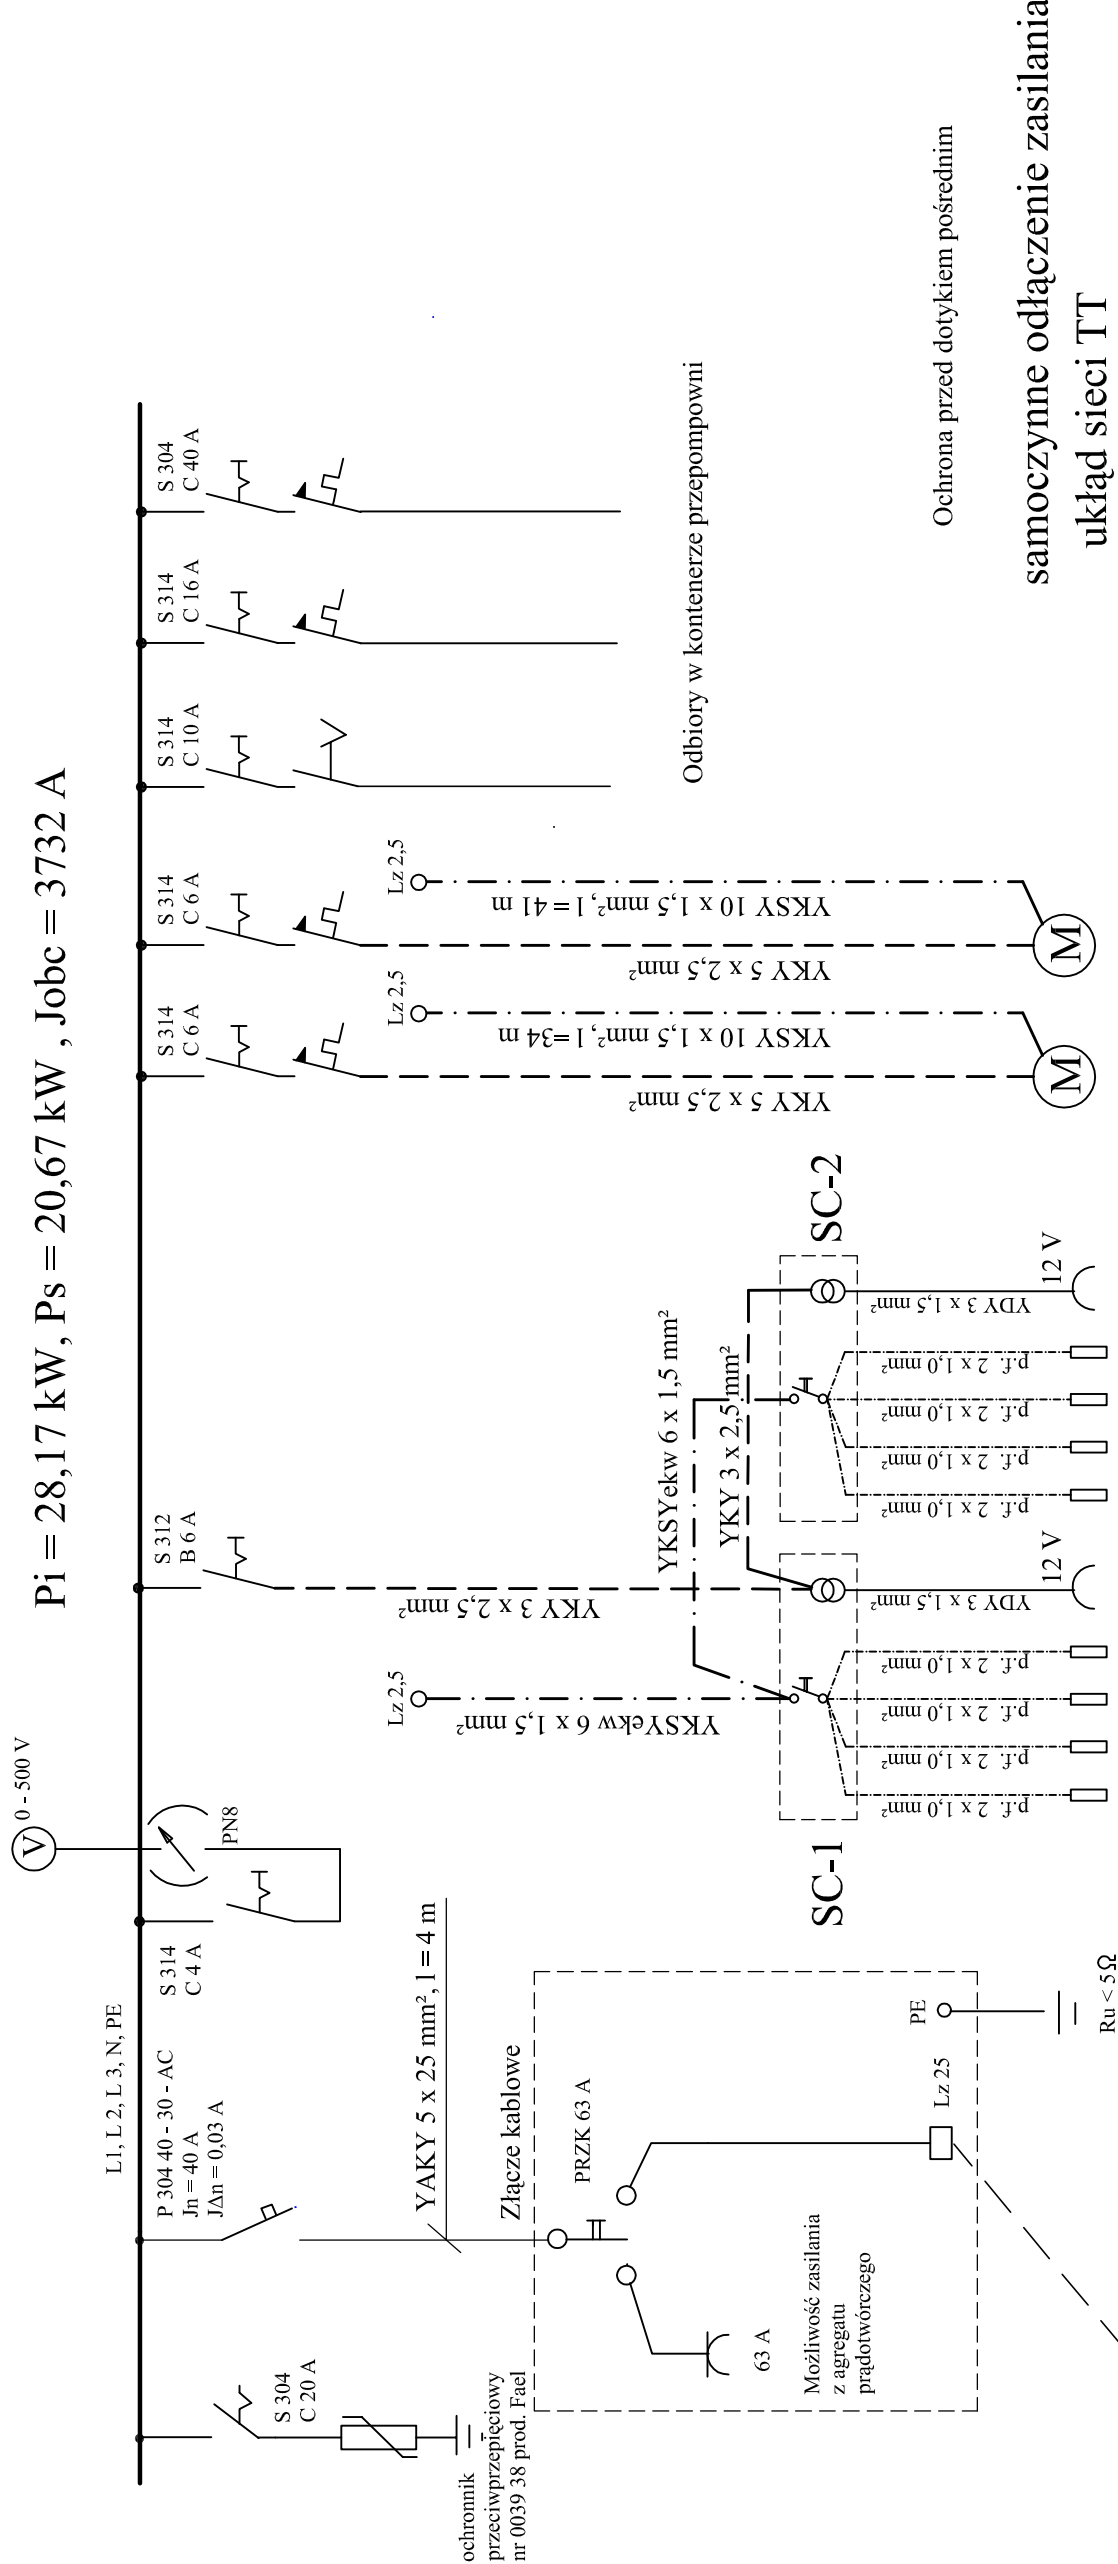 Pi = 28,17 kW, Ps = 20,67 kW , Jobc = 3732 A
V
0 - 500 V
L1, L 2, L 3, N, PE
S 304
C 20 A
ochronnik
przeciwprzepięciowy
nr 0039 38 prod. Fael
P 304 40 - 30 - AC
Jn = 40 A
JΔn = 0,03 A
YAKY 5 x 25 mm², l = 4 m
Złącze kablowe
PRZK 63 A
63 A
Możliwość zasilania
z agregatu
prądotwórczego
Lz 25
PE
Ru < 5 Ω
S 314
C 4 A
PN8
Lz 2,5
YKSYekw 6 x 1,5 mm²
S 312
B 6 A
YKY 3 x 2,5 mm²
YKSYekw 6 x 1,5 mm²
YKY 3 x 2,5 mm²
SC-1
p.f. 2 x 1,0 mm²
p.f. 2 x 1,0 mm²
p.f. 2 x 1,0 mm²
p.f. 2 x 1,0 mm²
YDY 3 x 1,5 mm²
12 V
SC-2
p.f. 2 x 1,0 mm²
p.f. 2 x 1,0 mm²
p.f. 2 x 1,0 mm²
p.f. 2 x 1,0 mm²
YDY 3 x 1,5 mm²
12 V
S 314
C 6 A
YKY 5 x 2,5 mm²
Lz 2,5
YKSY 10 x 1,5 mm², l =34 m
M
S 314
C 6 A
YKY 5 x 2,5 mm²
Lz 2,5
YKSY 10 x 1,5 mm², l = 41 m
M
S 314
C 10 A
S 314
C 16 A
S 304
C 40 A
Odbiory w kontenerze przepompowni
Ochrona przed dotykiem pośrednim
samoczynne odłączenie zasilania
układ sieci TT